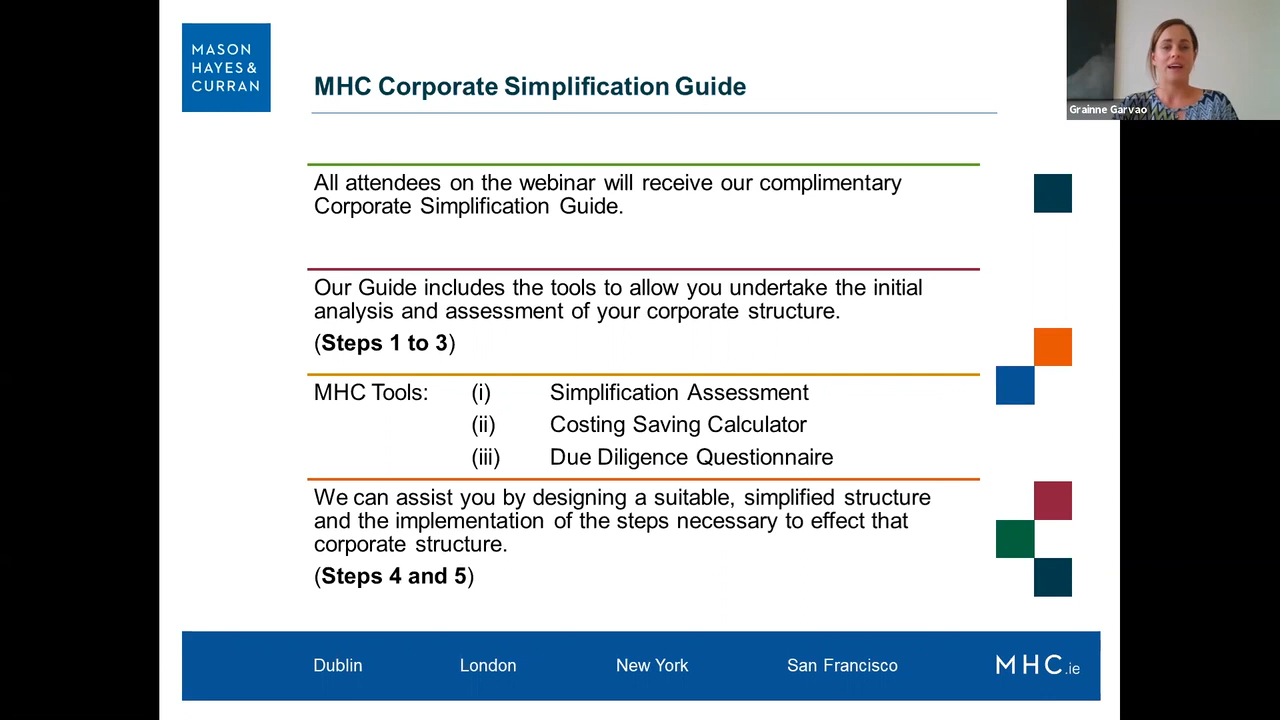 MASON
HAYES &
CURRAN
MHC Corporate Simplification Guide
Grainne Garvao
All attendees on the webinar will receive our complimentary
Corporate Simplification Guide.
Our Guide includes the tools to allow you undertake the initial
analysis and assessment of your corporate structure.
(Steps 1 to 3)
MHC Tools: (i) Simplification Assessment
(ii) Costing Saving Calculator
(iii) Due Diligence Questionnaire
We can assist you by designing a suitable, simplified structure
and the implementation of the steps necessary to effect that
corporate structure.
(Steps 4 and 5)
Dublin London New York San Francisco MHC.ie